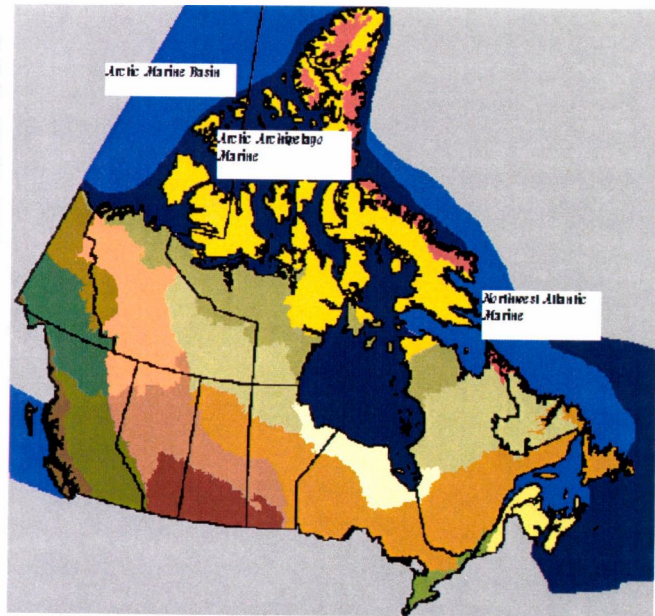 Arctic Marine Basin
Arctic Archipelago
Marine
Northwest Atlantic
Marine